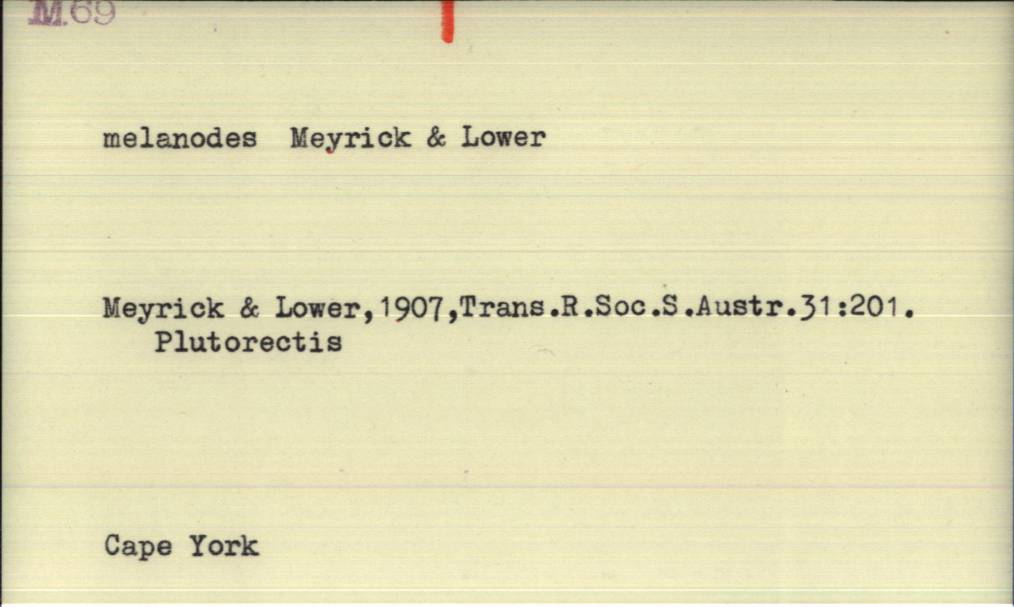 M.69
melanodes Meyrick & Lower
Meyrick & Lower,1907,Trans.R.Soc.S.Austr.31:201.
Plutorectis
Cape York